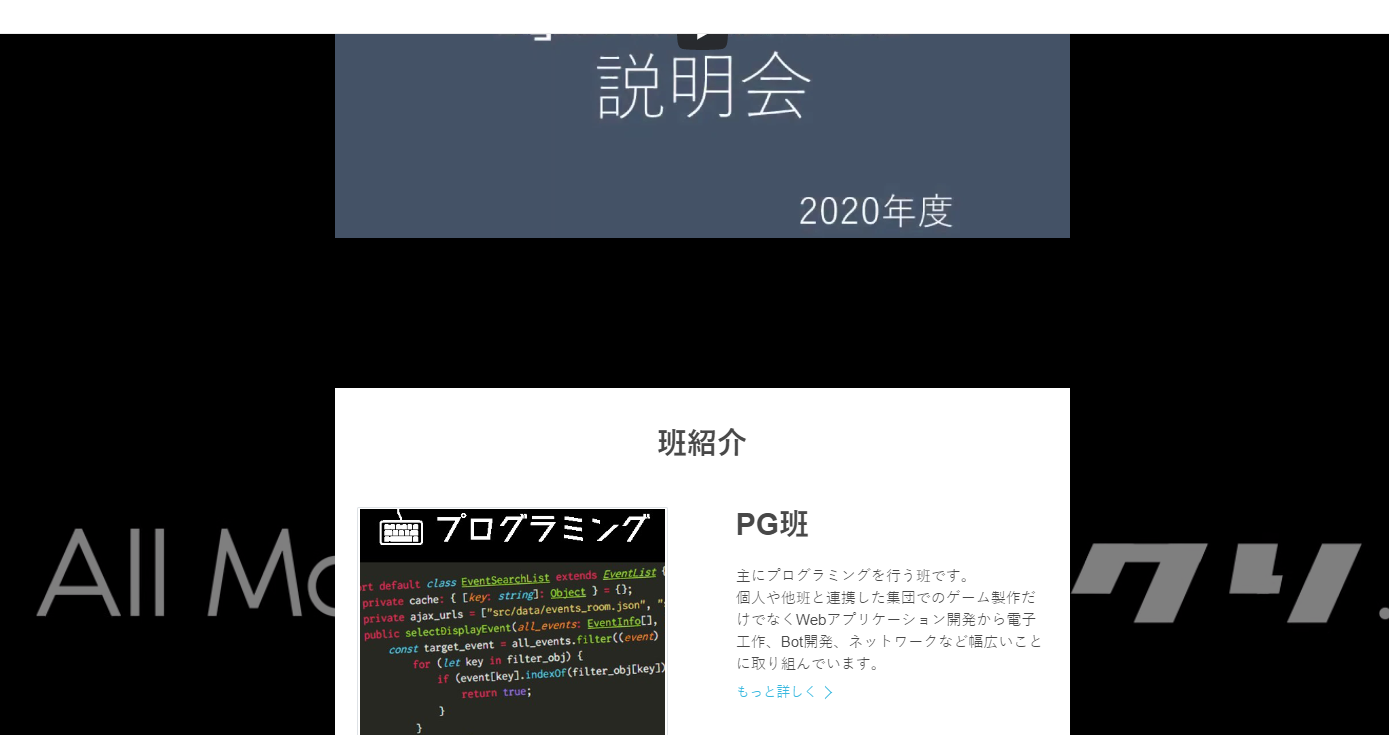 説明会
2020年度
班紹介
プログラミング
rt default class EventSearchList extends EventList {
private cache: { [key: string]: Object } = {};
private ajax_urls = ["src/data/events_room.json", "
public selectDisplayEvent(all_events: EventInfo[],
const target_event = all_events.filter((event)
for (let key in filter_obj) {
if (event[key].indexOf(filter_obj[key])
return true;
}
}
PG班
主にプログラミングを行う班です。
個人や他班と連携した集団でのゲーム製作だ
けでなくWebアプリケーション開発から電子
工作、Bot開発、ネットワークなど幅広いこと
に取り組んでいます。
もっと詳しく
All